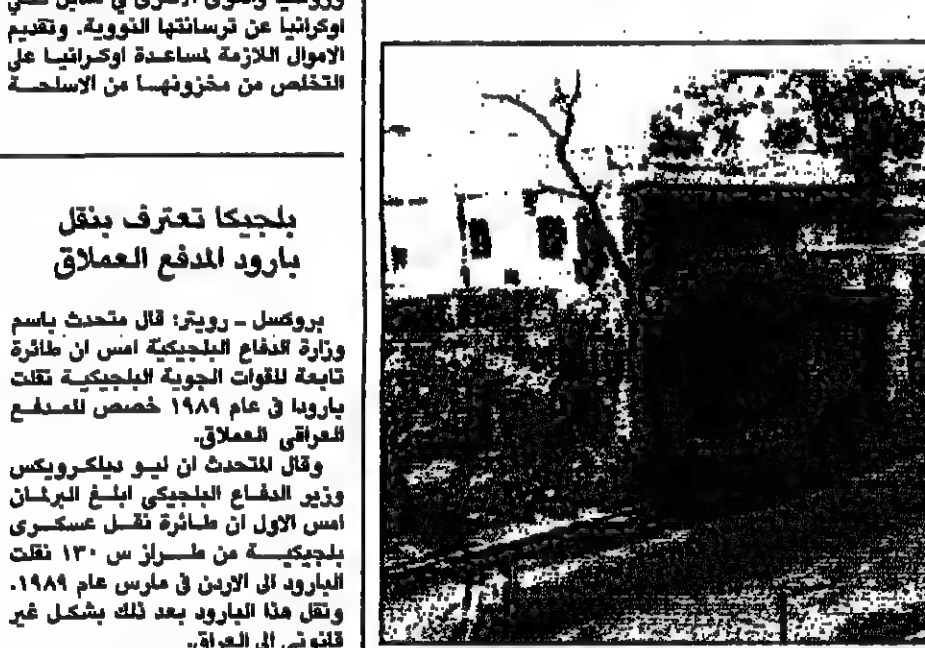 اوكرانيا عن ترسانتها النووية. وتقديم
الاموال اللازمة لمساعدة اوكرانيا على
التخلص من مخزونها من الاسلحة
بلجيكا تعترف بنقل
بارود المدفع العملاق
بروكسل - رويتر: قال متحدث باسم
وزارة الدفاع البلجيكية امس ان طائرة
تابعة للقوات الجوية البلجيكية نقلت
بارودا في عام ١٩٨٩ خصص للمدفع
العراقي العملاق.
وقال المتحدث ان ليو ديلكرويكس
وزير الدفاع البلجيكي ابلغ البرلمان
امس الاول ان طائرة نقل عسكرى
بلجيكية من طراز س ١٣٠ نقلت
البارود الى الاردن في مارس عام ١٩٨٩.
ونقل هذا البارود بعد ذلك بشكل غير
قانوني الى العراق.